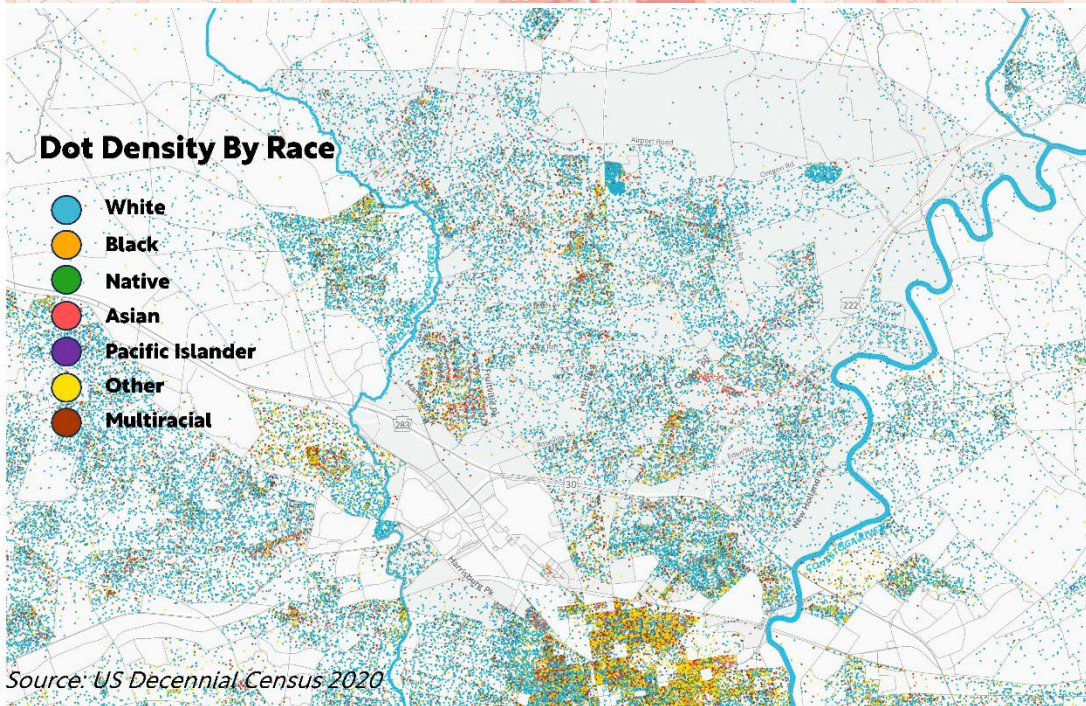 Airport Road
Oregon Rd
Dot Density By Race
White
Black
Native
Asian
Pacific Islander
Other
Multiracial
222
283
30
New Holland Pi
Harrisburg Pk
Source: US Decennial Census 2020